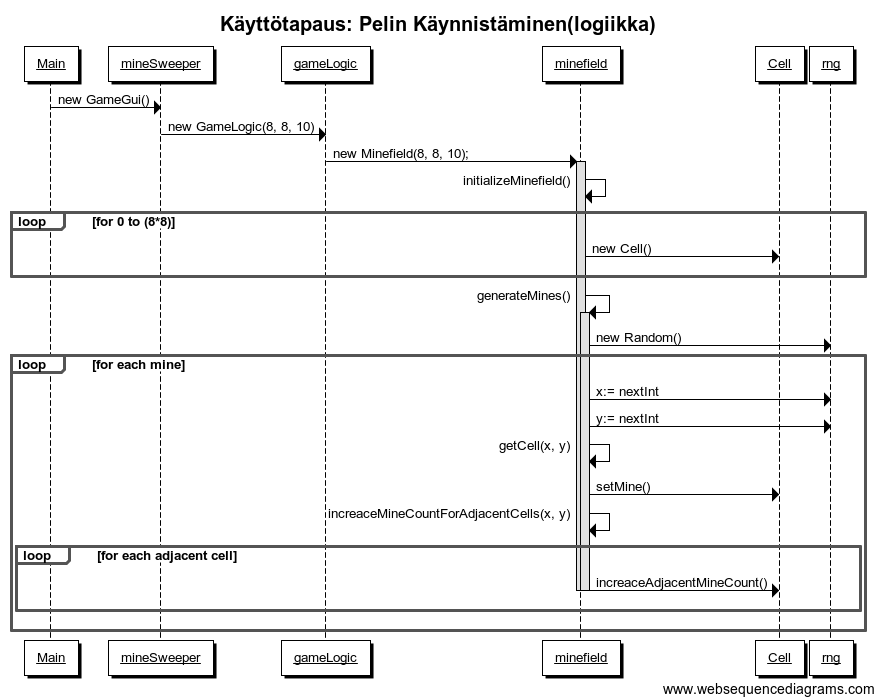 Käyttötapaus: Pelin Käynnistäminen(logiikka)
Main mineSweeper gameLogic minefield Cell rng
new GameGui()
new GameLogic(8, 8, 10)
new Minefield(8, 8, 10);
initializeMinefield()
loop [for 0 to (8*8)]
new Cell()
generateMines()
new Random()
loop [for each mine]
x:= nextInt
y:= nextInt
getCell(x, y)
setMine()
increaceMineCountForAdjacentCells(x, y)
loop [for each adjacent cell]
increaceAdjacentMineCount()
Main mineSweeper gameLogic minefield Cell rng
www.websequencediagrams.com